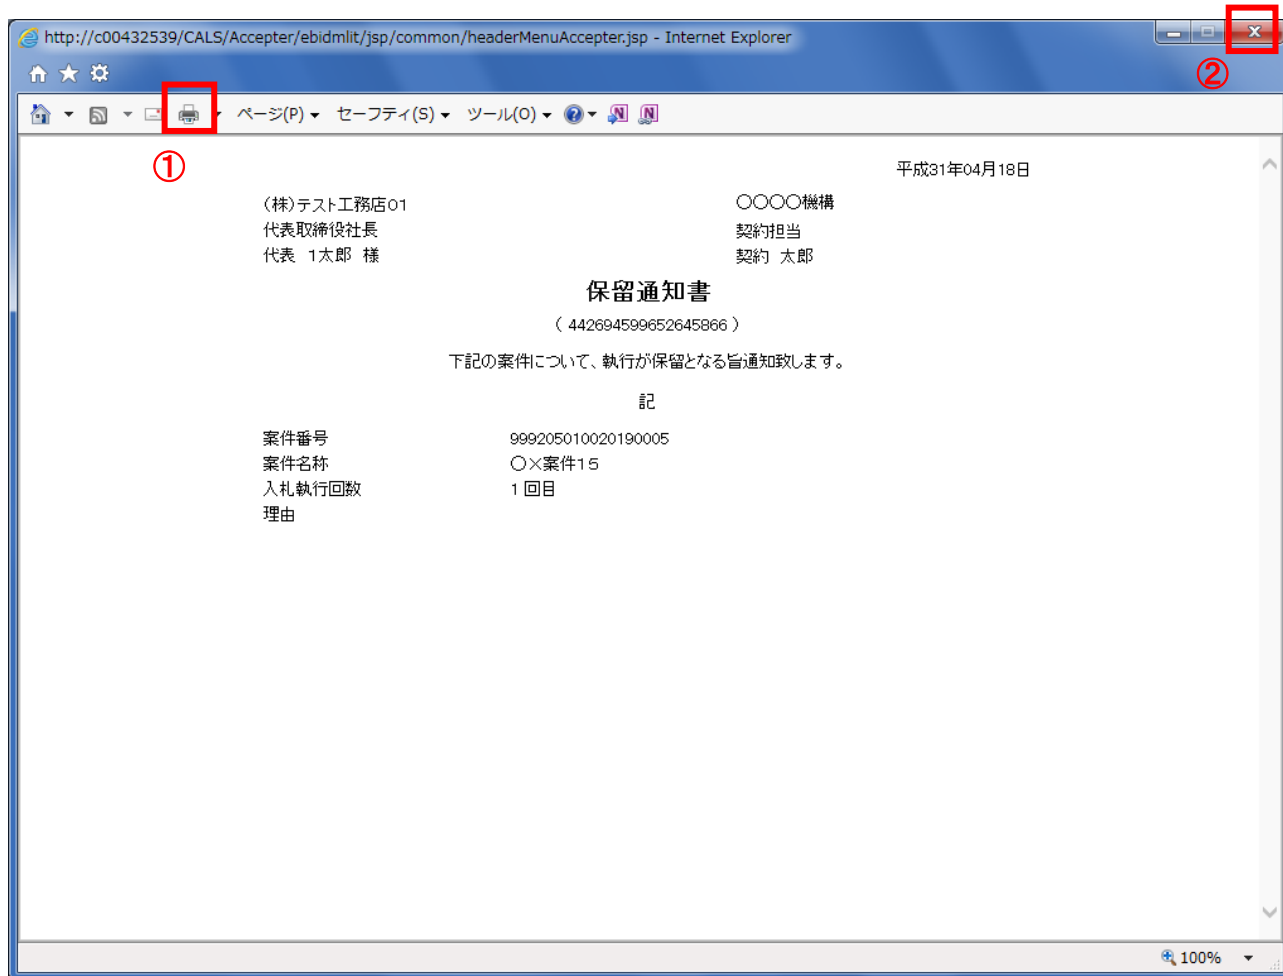 http://c00432539/CALS/Accepter/ebidmlit/jsp/common/headerMenuAccepter.jsp - Internet Explorer
②
ページ(P) セーフティ(S) ツール(O)
①
平成31年04月18日
(株)テスト工務店01
〇〇〇〇機構
代表取締役社長
契約担当
代表 1太郎 様
契約 太郎
保留通知書
( 442694599652645866 )
下記の案件について、執行が保留となる旨通知致します。
記
案件番号 999205010020190005
案件名称 〇×案件15
入札執行回数 1回目
理由
100%